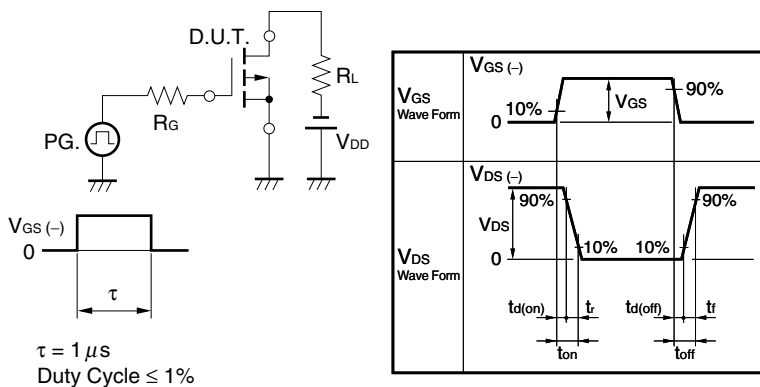 D.U.T.
RL
RG
PG.
VDD
VGS (−)
0
τ
τ = 1 μs
Duty Cycle ≤ 1%
VGS
Wave Form
VGS (−)
10%
VGS
90%
0
VDS
Wave Form
VDS (−)
90%
VDS
10%
10%
90%
0
td(on)
tr
td(off)
tf
ton
toff